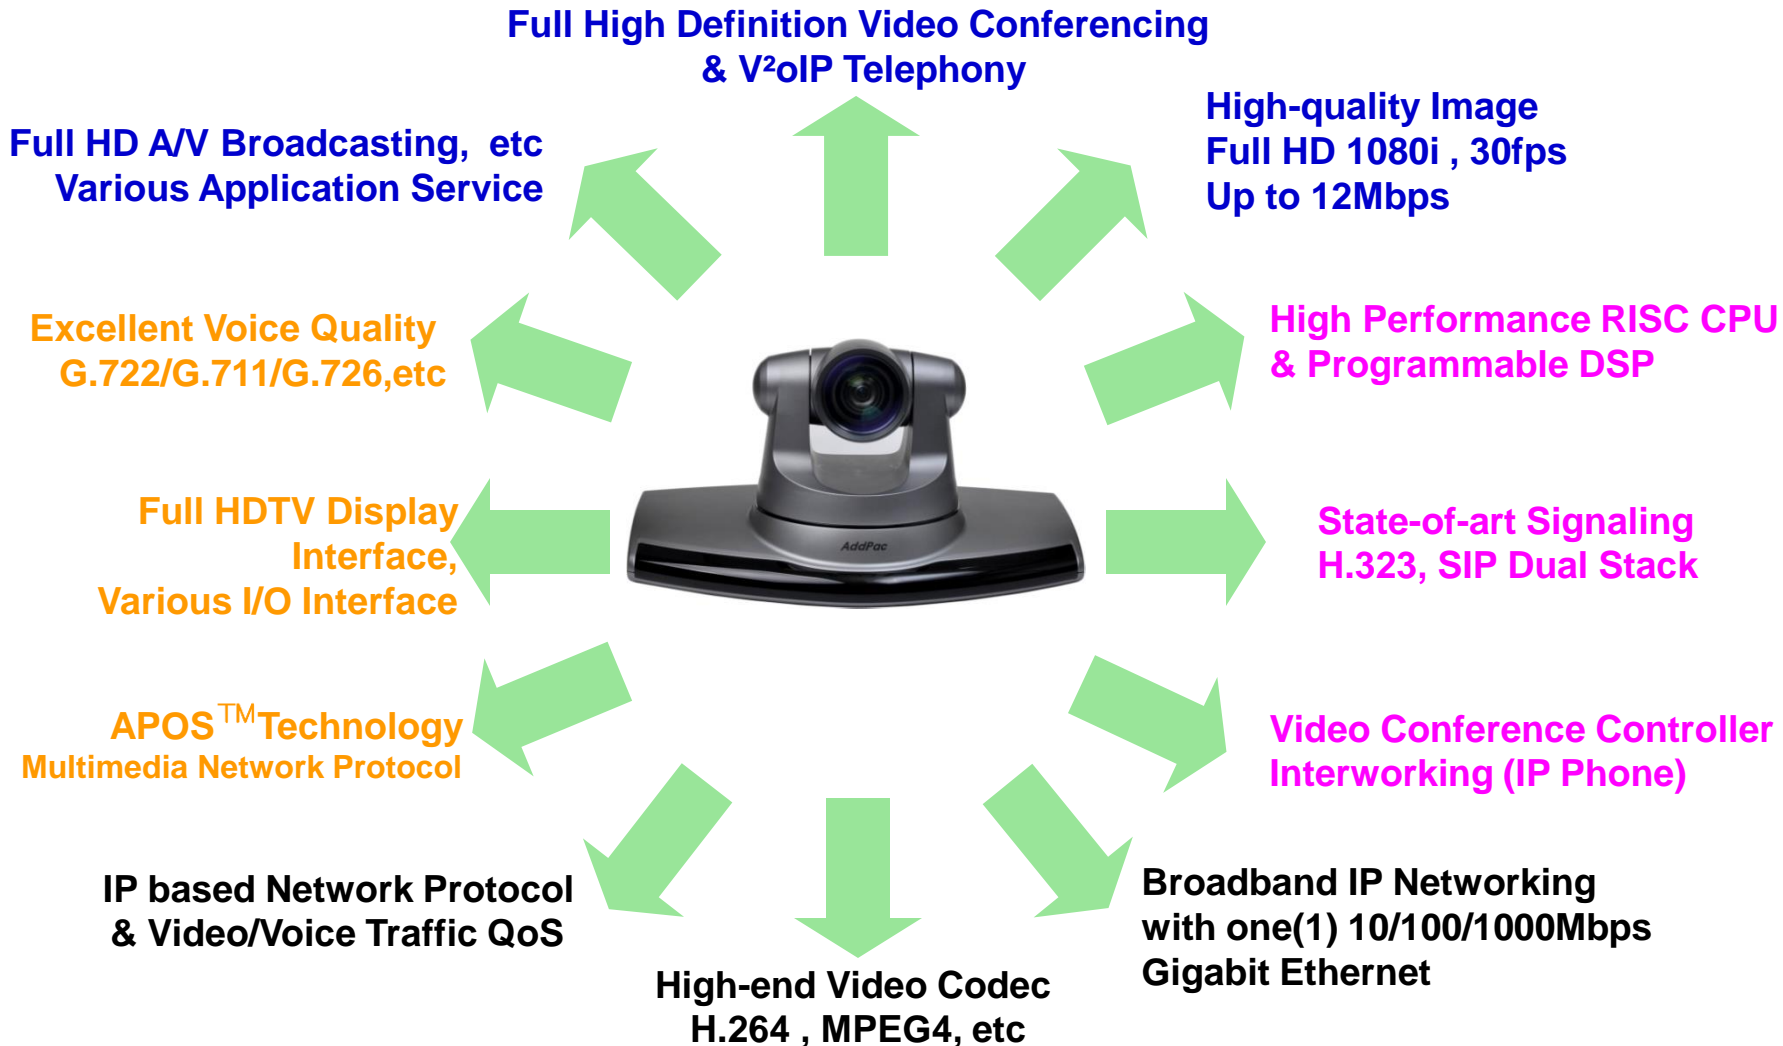 Full High Definition Video Conferencing
& V²oIP Telephony
Full HD A/V Broadcasting, etc
Various Application Service
High-quality Image
Full HD 1080i , 30fps
Up to 12Mbps
Excellent Voice Quality
G.722/G.711/G.726,etc
High Performance RISC CPU
& Programmable DSP
Full HDTV Display
Interface,
Various I/O Interface
AddPac
State-of-art Signaling
H.323, SIP Dual Stack
APOS™Technology
Multimedia Network Protocol
Video Conference Controller
Interworking (IP Phone)
IP based Network Protocol
& Video/Voice Traffic QoS
High-end Video Codec
H.264 , MPEG4, etc
Broadband IP Networking
with one(1) 10/100/1000Mbps
Gigabit Ethernet